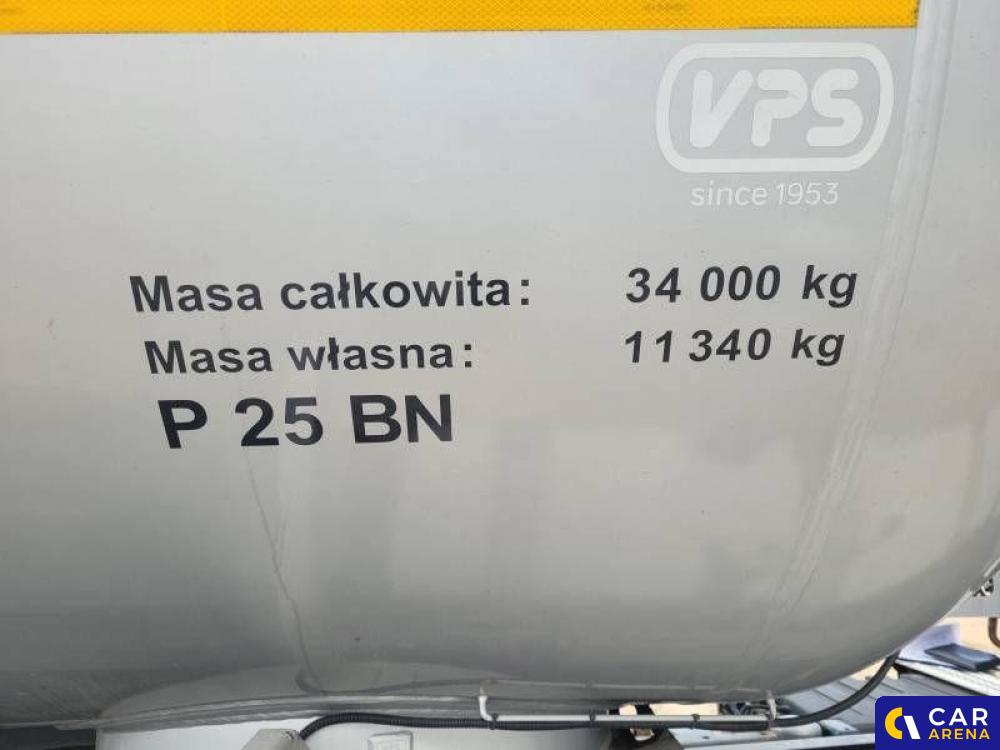 VPS
since 1953
Masa całkowita: 34 000 kg
Masa własna: 11 340 kg
P 25 BN
CAR
ARENA